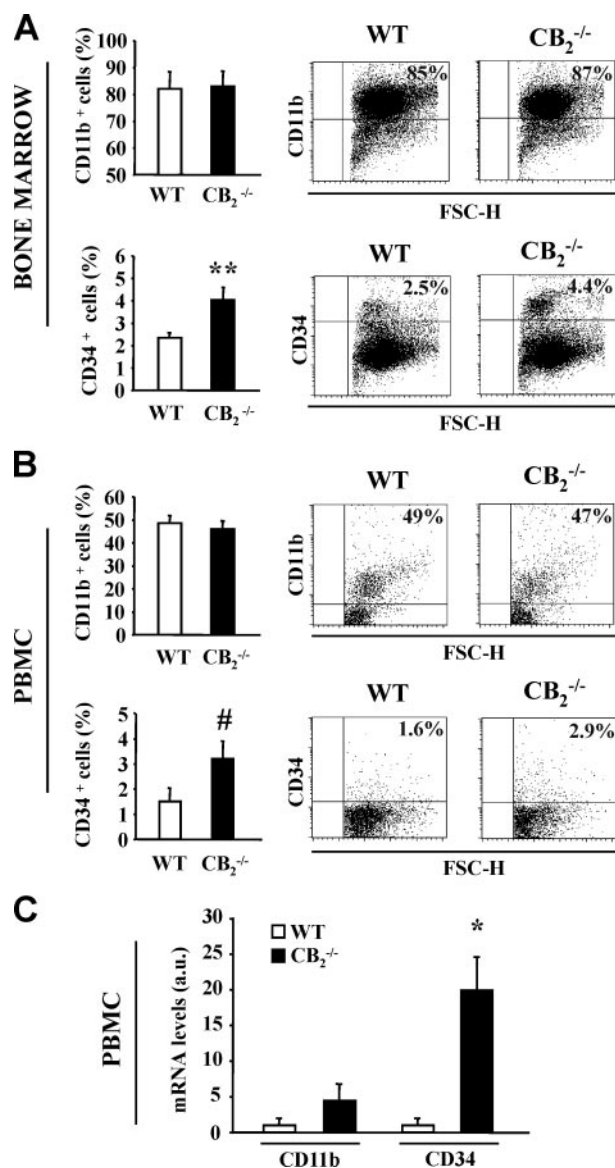 A
BONE MARROW
CD11b+ cells (%)
100
90
80
70
60
50
WT CB2-/-
WT CB2-/-
CD11b
85% 87%
FSC-H
CD34+ cells (%)
6
5
4
3
2
1
0
**
WT CB2-/-
WT CB2-/-
CD34
2.5% 4.4%
FSC-H
B
PBMC
CD11b+ cells (%)
60
50
40
30
20
10
0
WT CB2-/-
WT CB2-/-
CD11b
49% 47%
FSC-H
CD34+ cells (%)
5
4
3
2
1
0
#
WT CB2-/-
WT CB2-/-
CD34
1.6% 2.9%
FSC-H
C
PBMC
mRNA levels (a.u.)
30
25
20
15
10
5
0
WT
CB2-/-
*
CD11b CD34